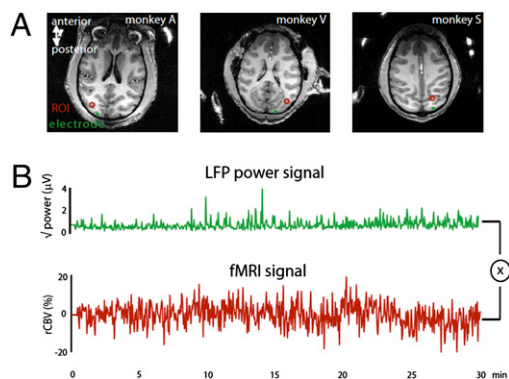 A
anterior
posterior
monkey A
monkey V
monkey S
ROI
electrode
B
LFP power signal
√ power (μV)
4
2
0
x
fMRI signal
rCBV (%)
20
0
-20
0 5 10 15 20 25 30 min